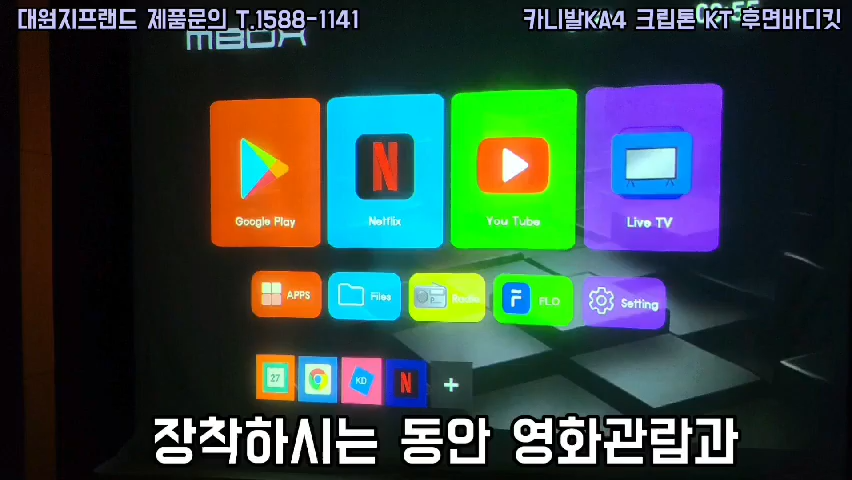 대원지프랜드 제품문의 T.1588-1141
카니발KA4 크립톤 KT 후면바디킷
MBOX
Google Play
Netflix
You Tube
Live TV
APPS
Files
Radio
FLO
Setting
27
KD
+
장착하시는 동안 영화관람과